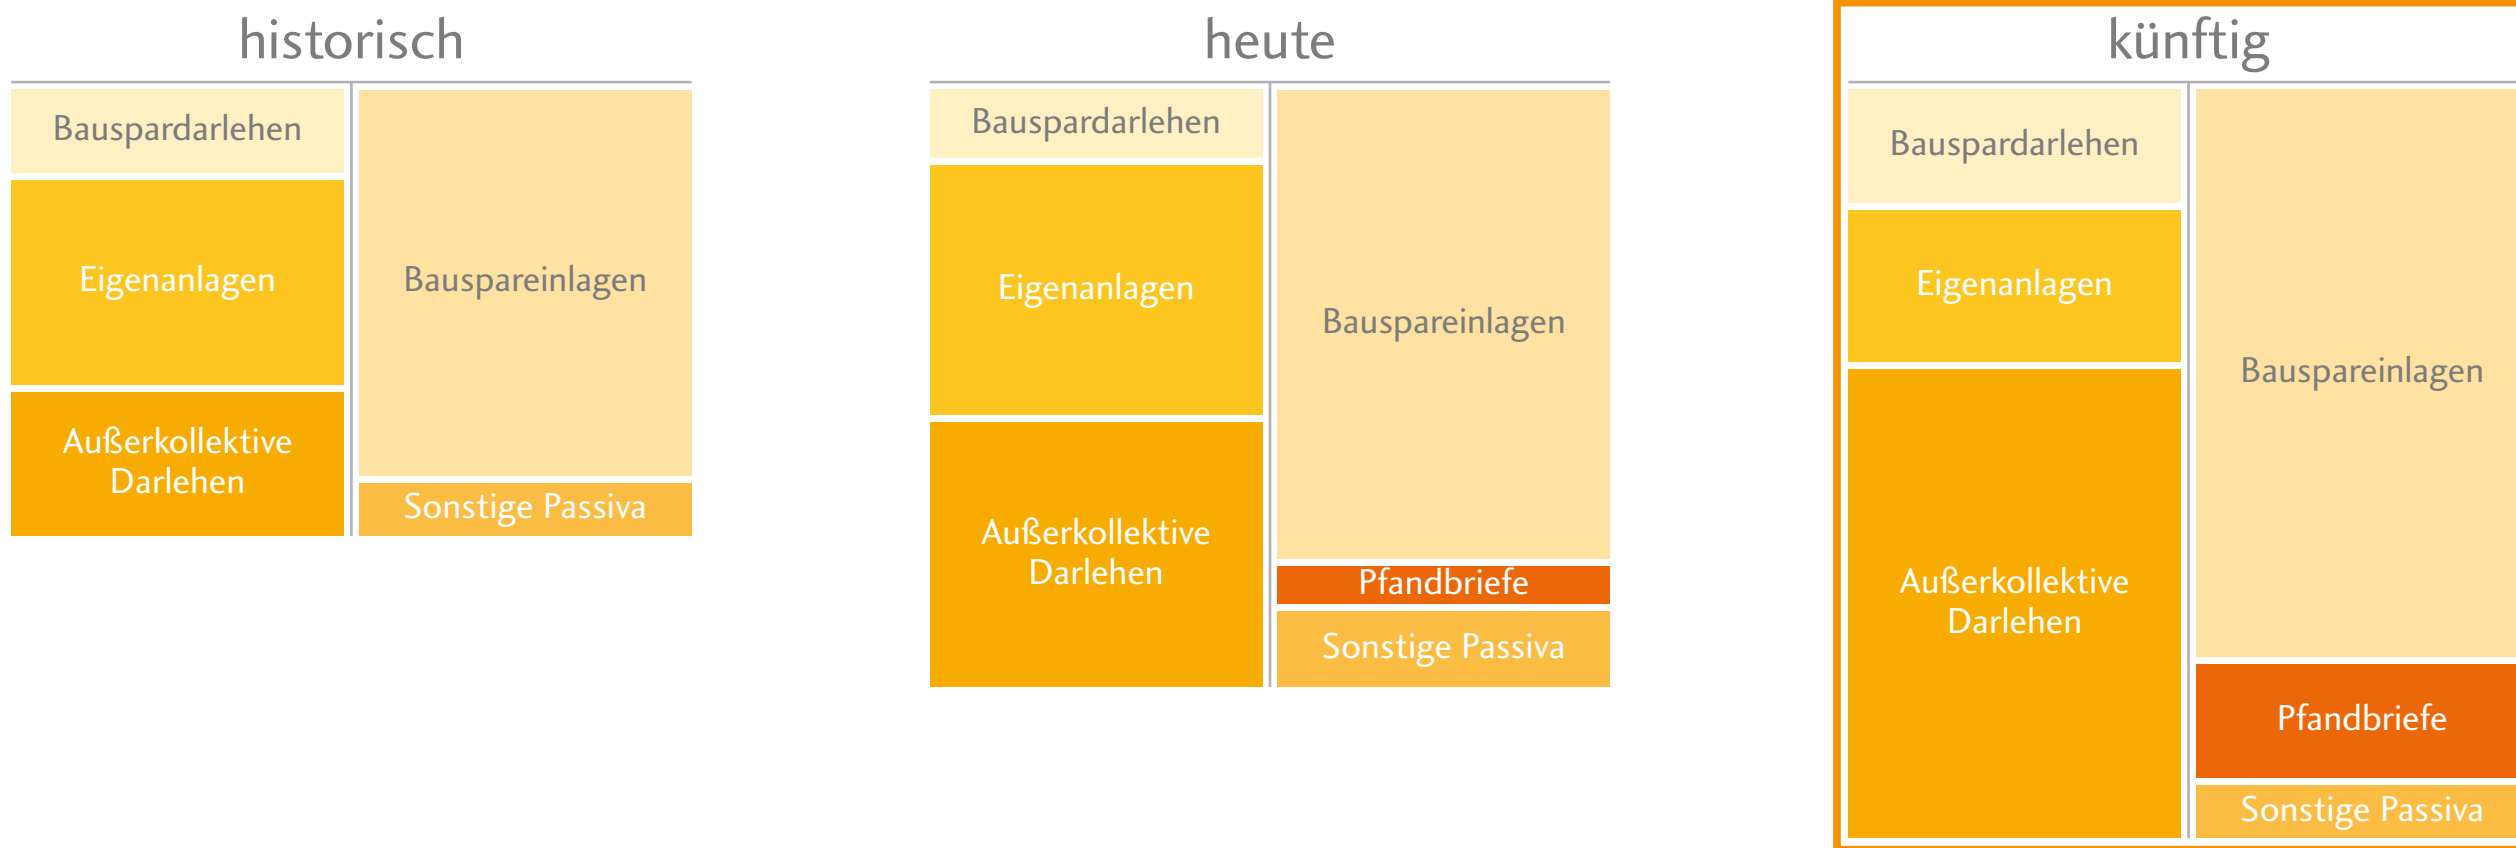 historisch
Bauspardarlehen
Eigenanlagen
Außerkollektive
Darlehen
Bauspareinlagen
Sonstige Passiva
heute
Bauspardarlehen
Eigenanlagen
Außerkollektive
Darlehen
Bauspareinlagen
Pfandbriefe
Sonstige Passiva
künftig
Bauspardarlehen
Eigenanlagen
Außerkollektive
Darlehen
Bauspareinlagen
Pfandbriefe
Sonstige Passiva